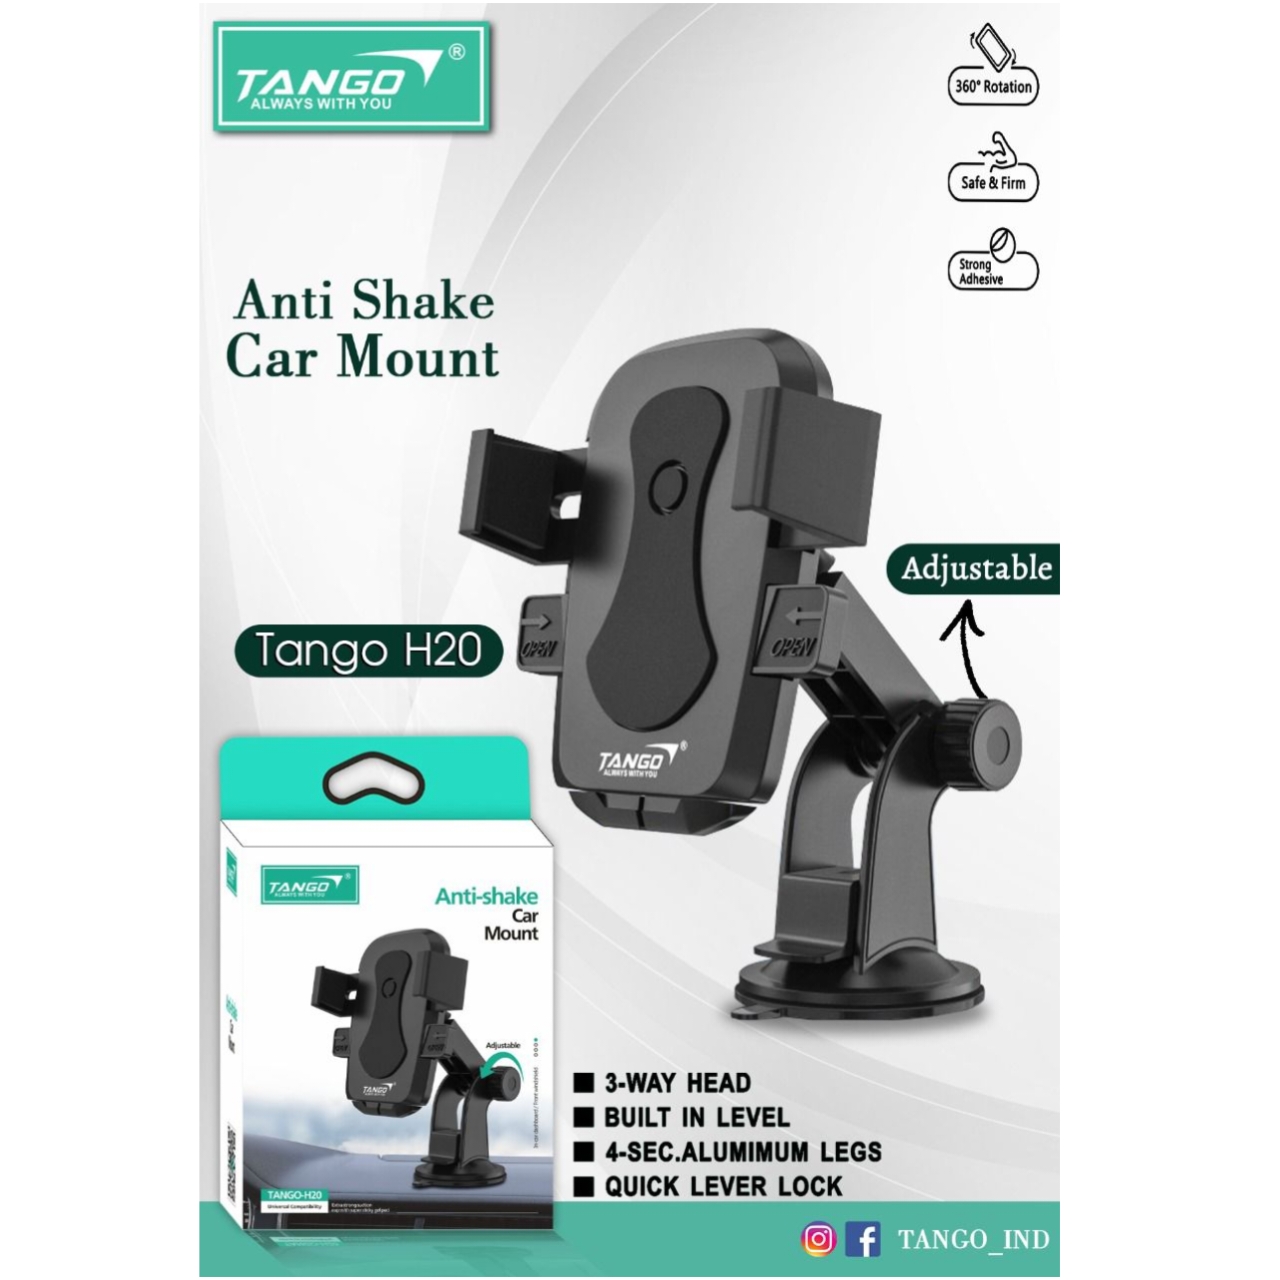 TANGO®
ALWAYS WITH YOU
360° Rotation
Safe & Firm
Strong
Adhesive
Anti Shake
Car Mount
Adjustable
Tango H20
OPEN
OPEN
TANGO®
ALWAYS WITH YOU
TANGO®
ALWAYS WITH YOU
Anti-shake
Car
Mount
Adjustable
TANGO
TANGO-H20
Universal Compatibility
3-WAY HEAD
BUILT IN LEVEL
4-SEC.ALUMIMUM LEGS
QUICK LEVER LOCK
TANGO_IND